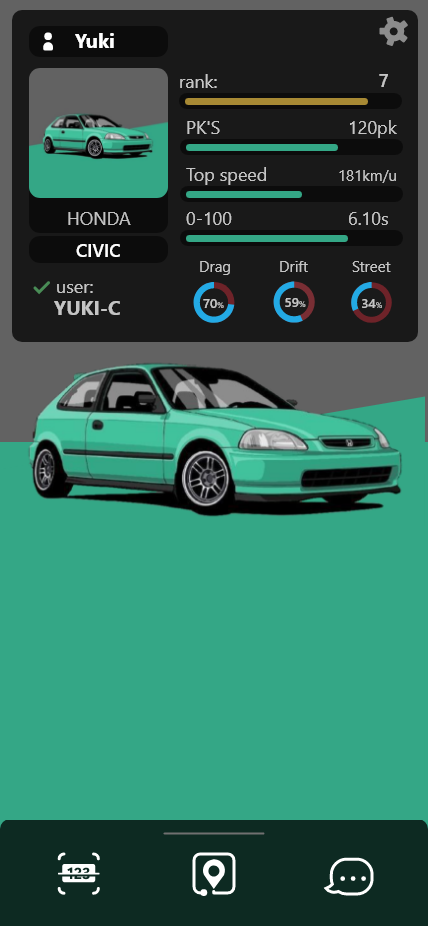 Yuki
rank: 7
PK'S 120pk
Top speed 181km/u
0-100 6.10s
HONDA
CIVIC
user:
YUKI-C
Drag Drift Street
70% 59% 34%
123